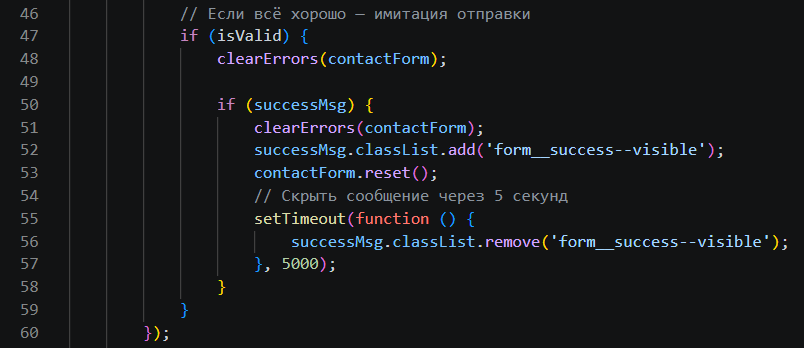 46 // Если всё хорошо — имитация отправки
47 if (isValid) {
48 clearErrors(contactForm);
49
50 if (successMsg) {
51 clearErrors(contactForm);
52 successMsg.classList.add('form__success--visible');
53 contactForm.reset();
54 // Скрыть сообщение через 5 секунд
55 setTimeout(function () {
56 successMsg.classList.remove('form__success--visible');
57 }, 5000);
58 }
59 }
60 });